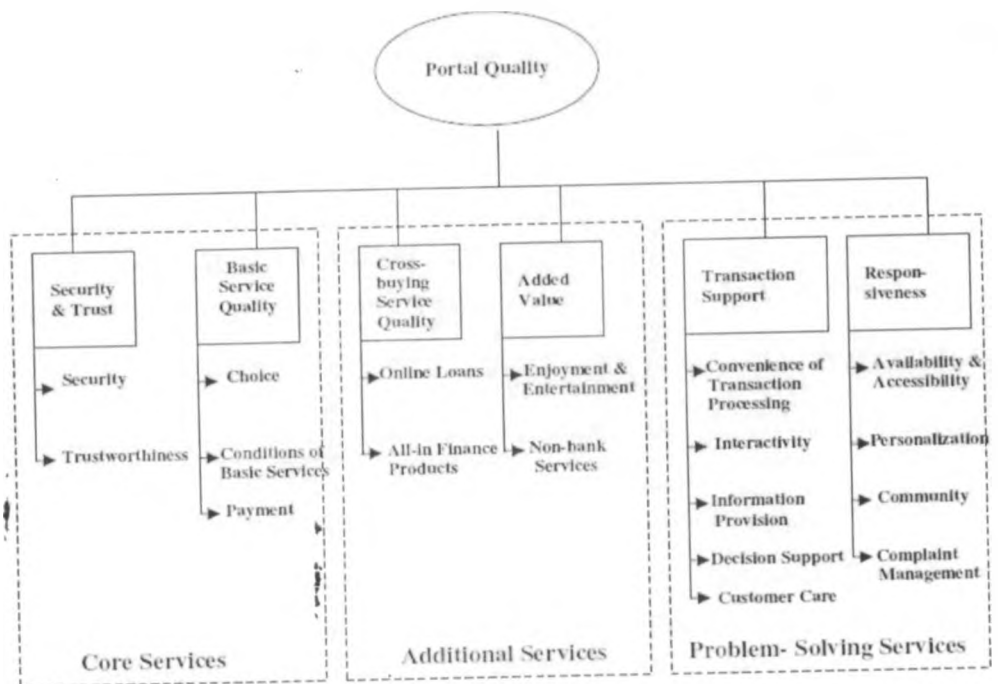 Portal Quality
Security
& Trust
Security
Trustworthiness
Basic
Service
Quality
Choice
Conditions of
Basic Services
Payment
Core Services
Cross-
buying
Service
Quality
Online Loans
All-in Finance
Products
Added
Value
Enjoyment &
Entertainment
Non-bank
Services
Additional Services
Transaction
Support
Convenience of
Transaction
Processing
Interactivity
Information
Provision
Decision Support
Customer Care
Respon-
siveness
Availability &
Accessibility
Personalization
Community
Complaint
Management
Problem- Solving Services